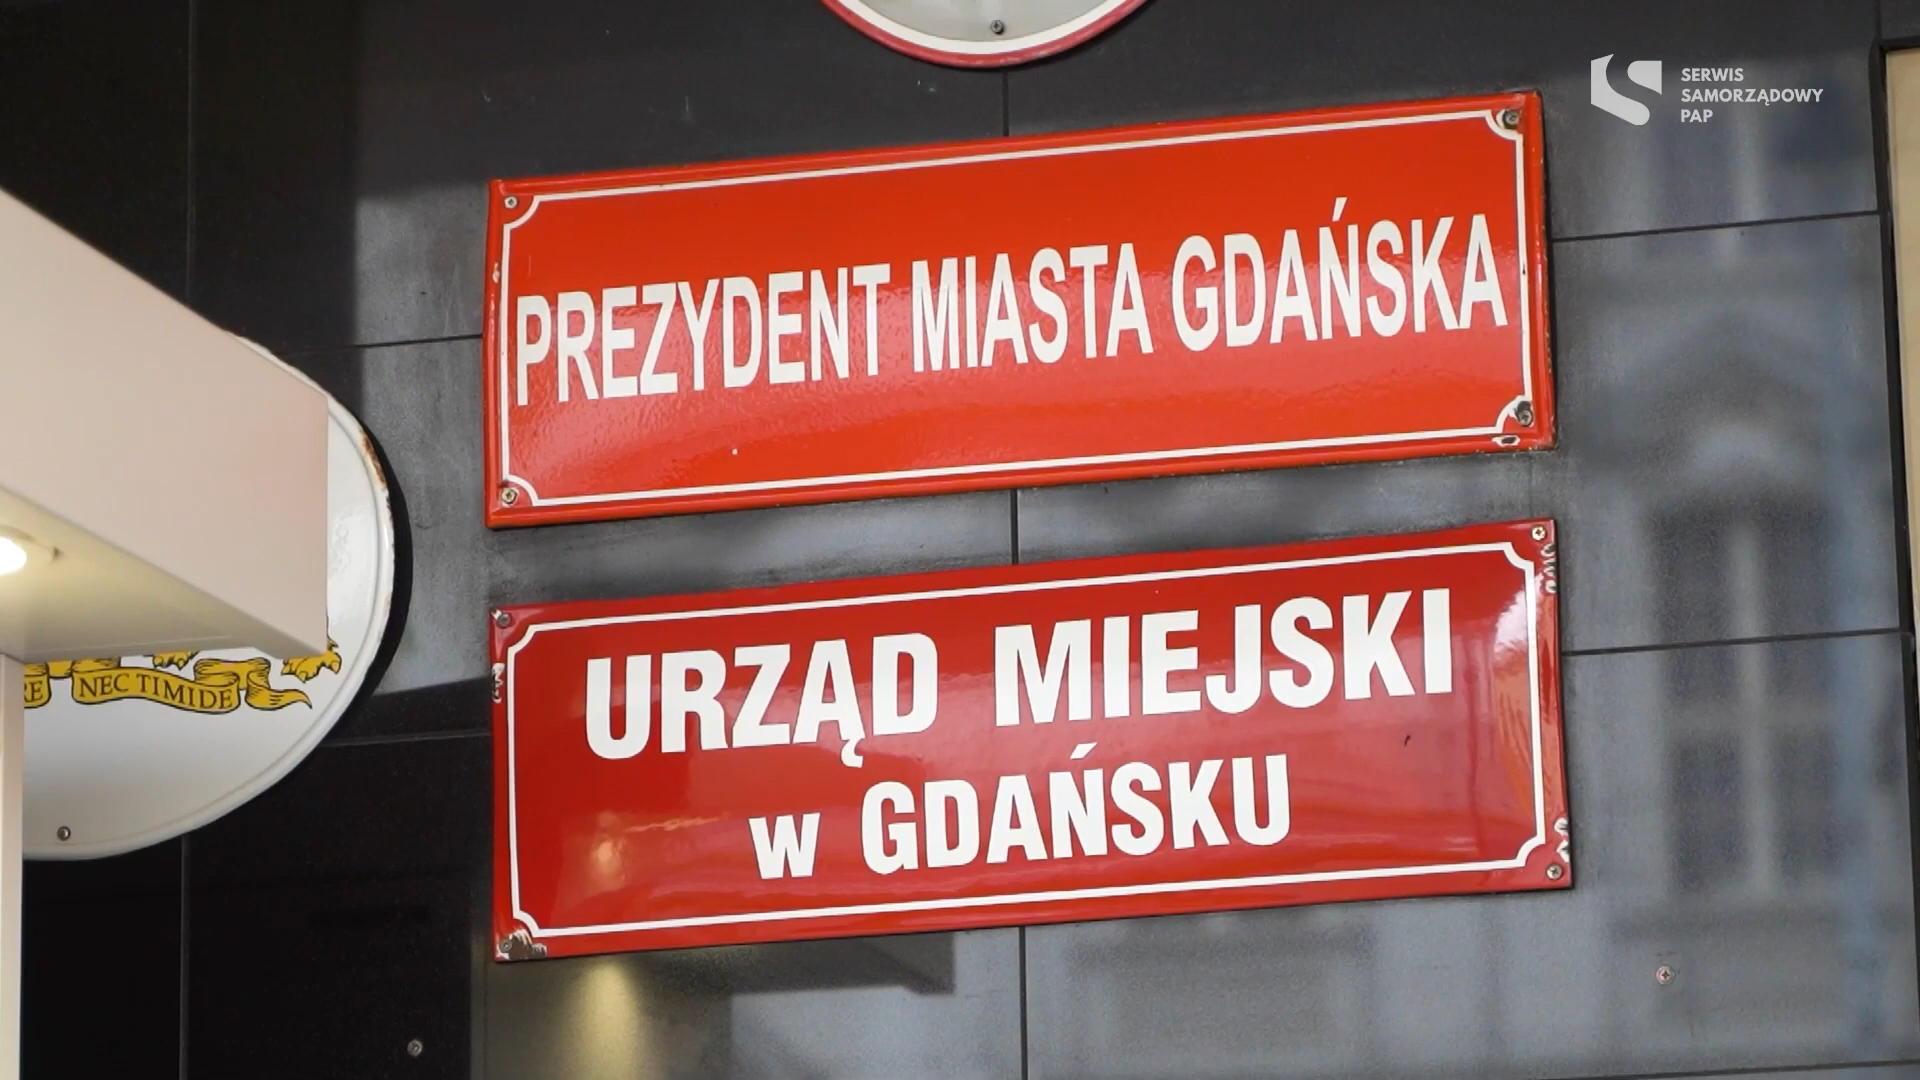 SERWIS
SAMORZĄDOWY
PAP
PREZYDENT MIASTA GDAŃSKA
URZĄD MIEJSKI
w GDAŃSKU
NEC TIMIDE